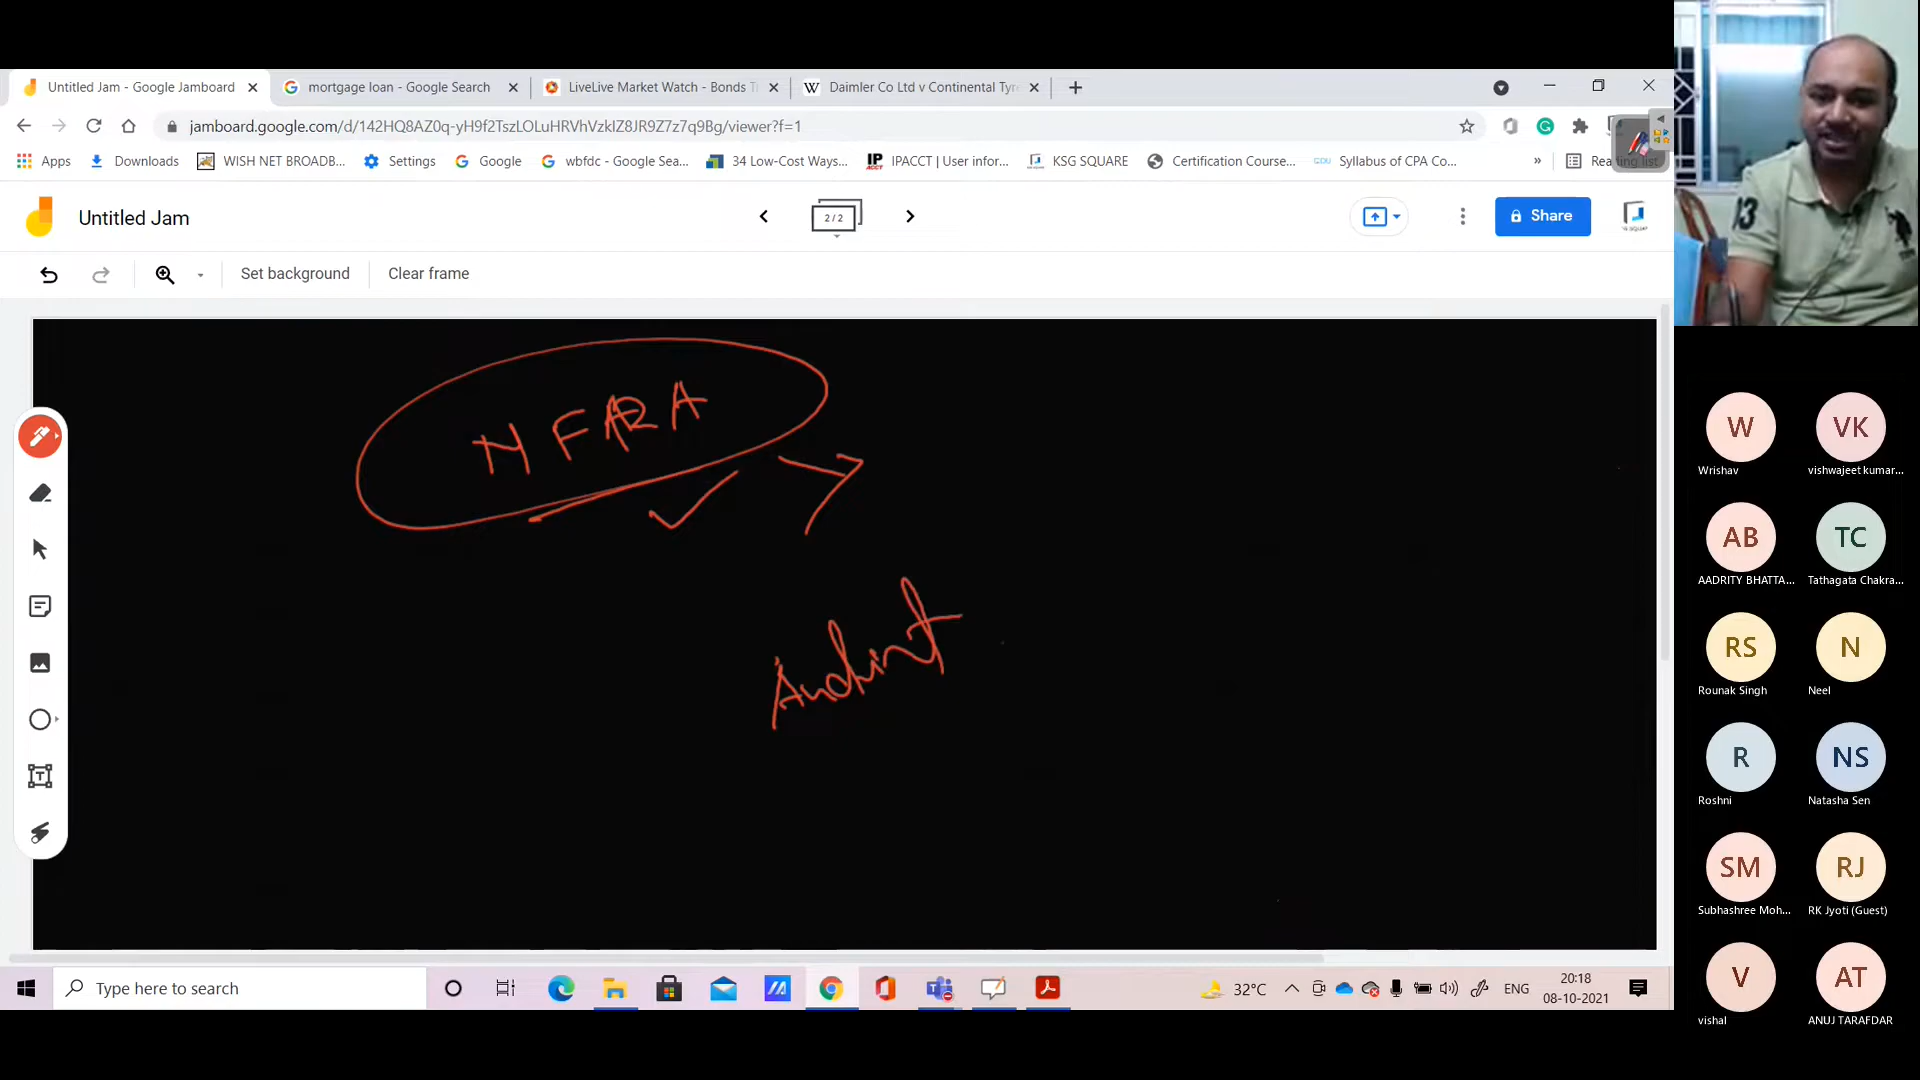 Untitled Jam - Google Jamboard
mortgage loan - Google Search
LiveLive Market Watch - Bonds T
Daimler Co Ltd v Continental Tyre
jamboard.google.com/d/142HQ8AZ0q-yH9f2TszLOLuHRVhVzkIZ8JR9Z7z7q9Bg/viewer?f=1
Apps
Downloads
WISH NET BROADB...
Settings
Google
wbfdc - Google Sea...
34 Low-Cost Ways...
IPACCT | User infor...
KSG SQUARE
Certification Course...
Syllabus of CPA Co...
»
Untitled Jam
2 / 2
Share
Set background
Clear frame
NFARA
W
Wrishav
VK
vishwajeet kumar...
AB
AADRITY BHATTA...
TC
Tathagata Chakra...
RS
Rounak Singh
N
Neel
R
Roshni
NS
Natasha Sen
SM
Subhashree Moh...
RJ
RK Jyoti (Guest)
V
vishal
AT
ANUJ TARAFDAR
Type here to search
32°C
ENG
20:18
08-10-2021